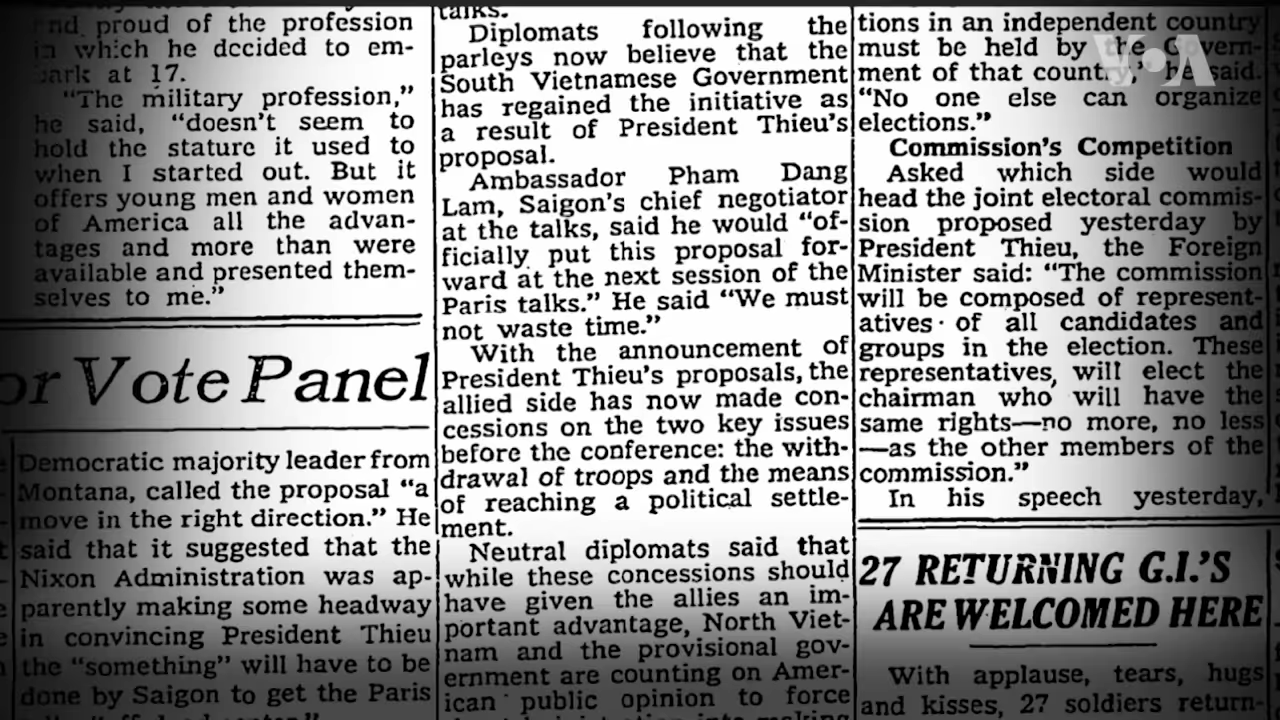 and proud of the profession
in which he decided to em-
bark at 17.
"The military profession,"
he said, "doesn't seem to
hold the stature it used to
when I started out. But it
offers young men and women
of America all the advan-
tages and more than were
available and presented them-
selves to me."
or Vote Panel
Democratic majority leader from
Montana, called the proposal "a
move in the right direction." He
said that it suggested that the
Nixon Administration was ap-
parently making some headway
in convincing President Thieu
the "something" will have to be
done by Saigon to get the Paris
talks.
Diplomats following the
parleys now believe that the
South Vietnamese Government
has regained the initiative as
a result of President Thieu's
proposal.
Ambassador Pham Dang
Lam, Saigon's chief negotiator
at the talks, said he would "of-
ficially put this proposal for-
ward at the next session of the
Paris talks." He said "We must
not waste time."
With the announcement of
President Thieu's proposals, the
allied side has now made con-
cessions on the two key issues
before the conference: the with-
drawal of troops and the means
of reaching a political settle-
ment.
Neutral diplomats said that
while these concessions should
have given the allies an im-
portant advantage, North Viet-
nam and the provisional gov-
ernment are counting on Amer-
ican public opinion to force
tions in an independent country
must be held by the Govern-
ment of that country," he said.
"No one else can organize
elections."
Commission's Competition
Asked which side would
head the joint electoral commis-
sion proposed yesterday by
President Thieu, the Foreign
Minister said: "The commission
will be composed of represent-
atives of all candidates and
groups in the election. These
representatives, will elect the
chairman who will have the
same rights—no more, no less
—as the other members of the
commission."
In his speech yesterday,
27 RETURNING G.I.'S
ARE WELCOMED HERE
With applause, tears, hugs
and kisses, 27 soldiers return-
VOA